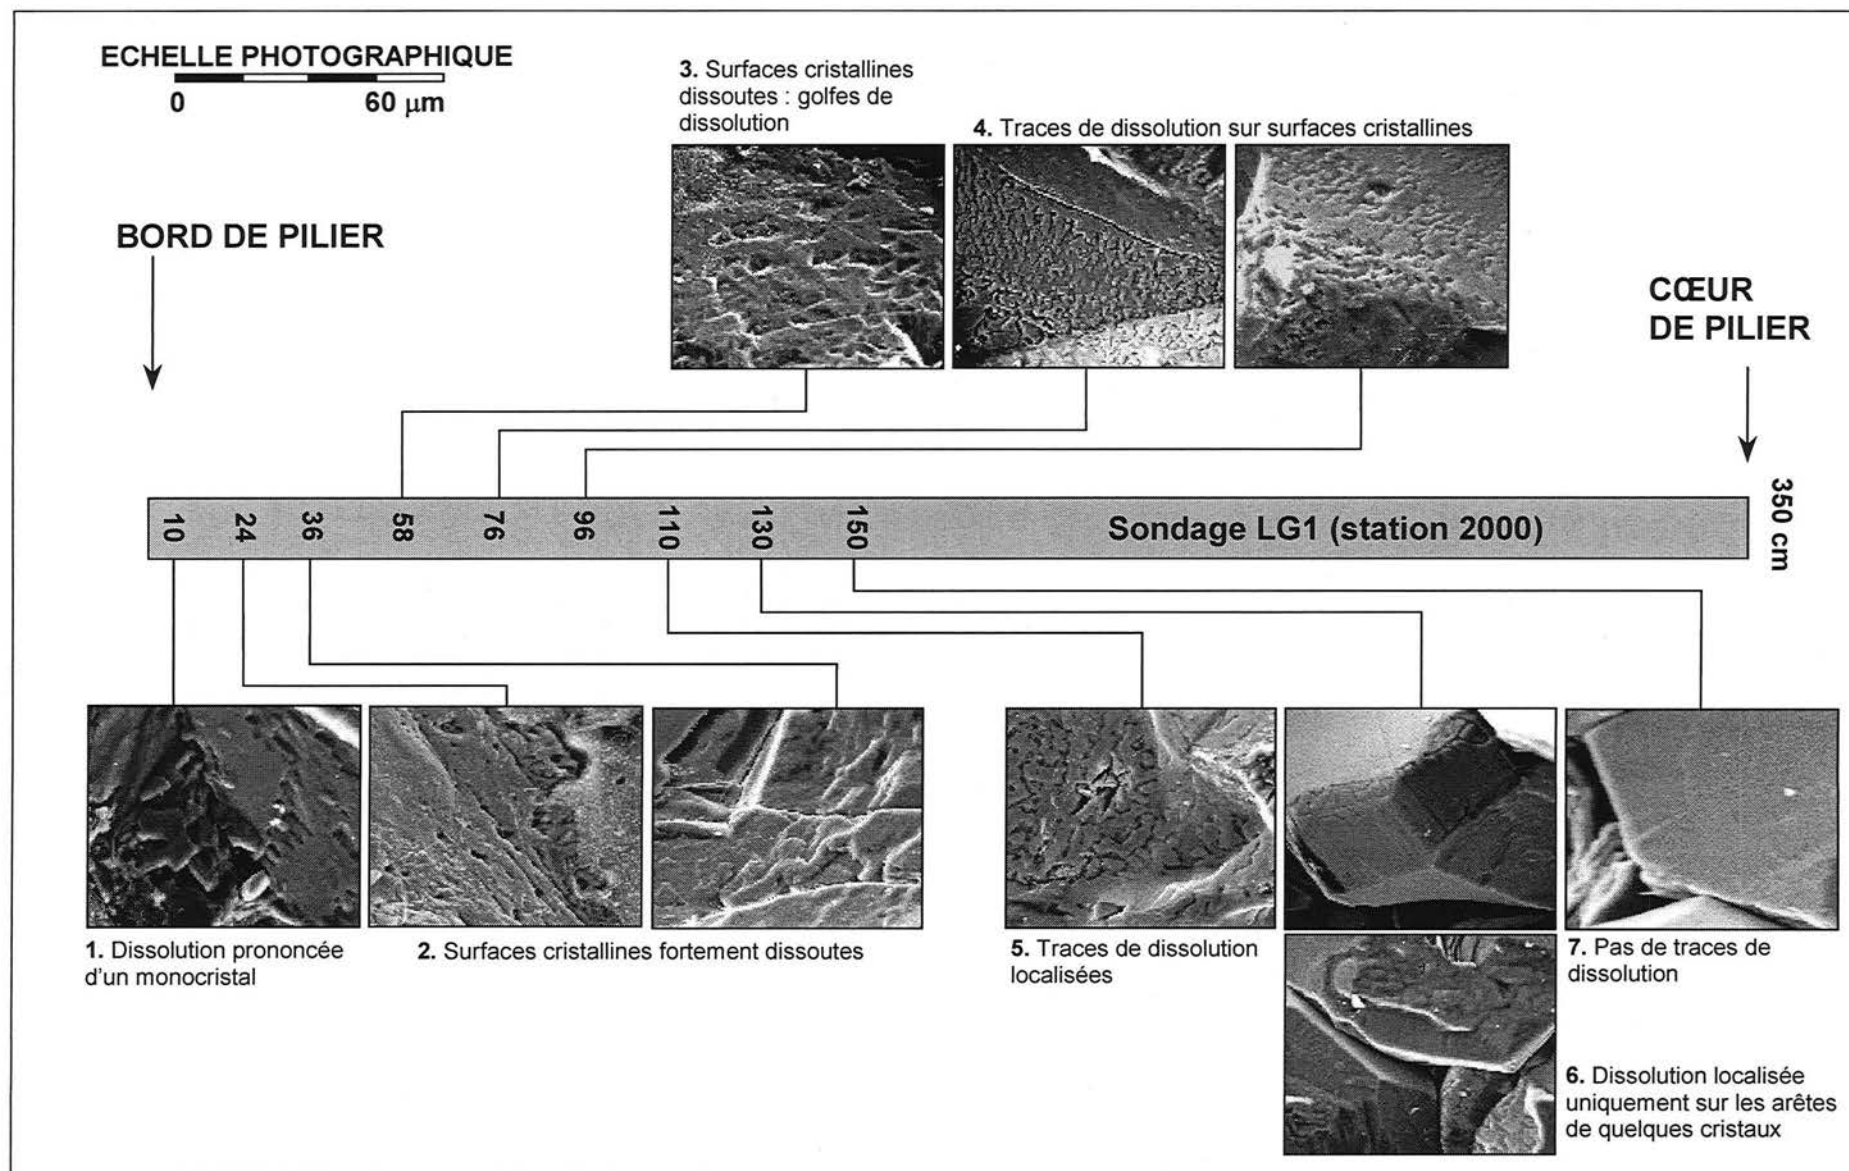 ECHELLE PHOTOGRAPHIQUE
0 60 μm
3. Surfaces cristallines
dissoutes : golfes de
dissolution
4. Traces de dissolution sur surfaces cristallines
BORD DE PILIER
CŒUR
DE PILIER
10 24 36 58 76 96 110 130 150
Sondage LG1 (station 2000)
350 cm
1. Dissolution prononcée
d'un monocristal
2. Surfaces cristallines fortement dissoutes
5. Traces de dissolution
localisées
7. Pas de traces de
dissolution
6. Dissolution localisée
uniquement sur les arêtes
de quelques cristaux